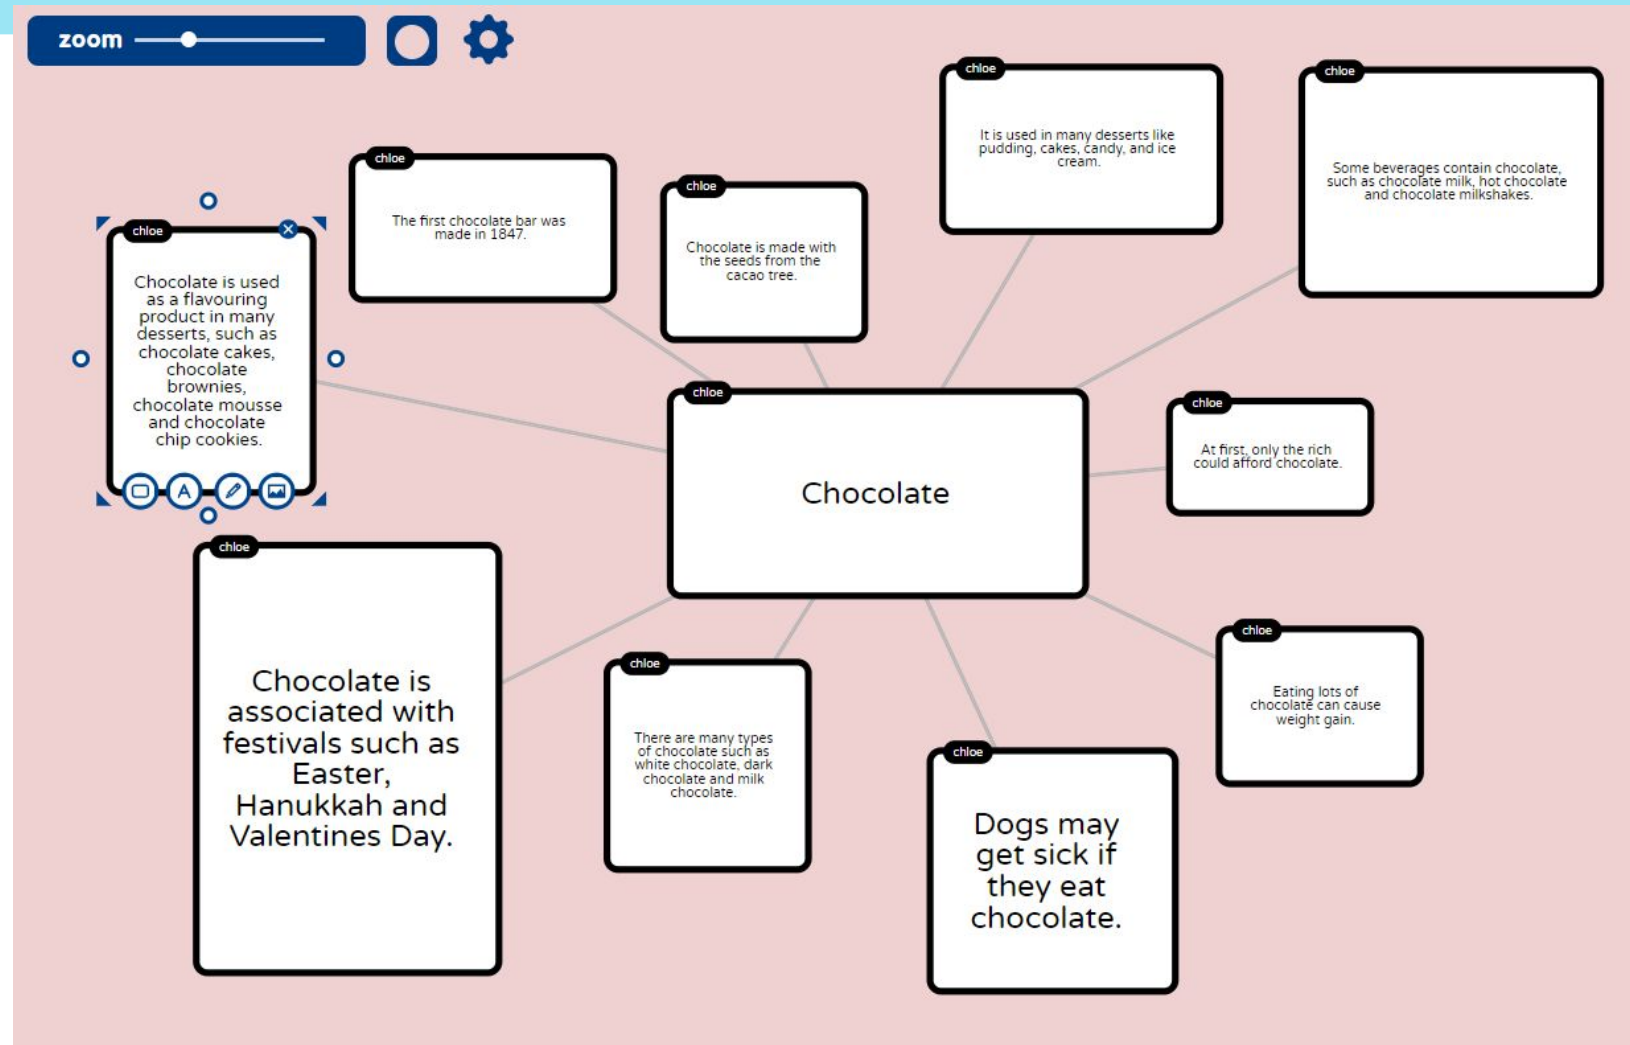 zoom
chloe
It is used in many desserts like
pudding, cakes, candy, and ice
cream.
chloe
Some beverages contain chocolate,
such as chocolate milk, hot chocolate
and chocolate milkshakes.
chloe
The first chocolate bar was
made in 1847.
chloe
Chocolate is made with
the seeds from the
cacao tree.
chloe
Chocolate is used
as a flavouring
product in many
desserts, such as
chocolate cakes,
chocolate
brownies,
chocolate mousse
and chocolate
chip cookies.
A
chloe
Chocolate
chloe
At first, only the rich
could afford chocolate.
chloe
Chocolate is
associated with
festivals such as
Easter,
Hanukkah and
Valentines Day.
chloe
There are many types
of chocolate such as
white chocolate, dark
chocolate and milk
chocolate.
chloe
Dogs may
get sick if
they eat
chocolate.
chloe
Eating lots of
chocolate can cause
weight gain.